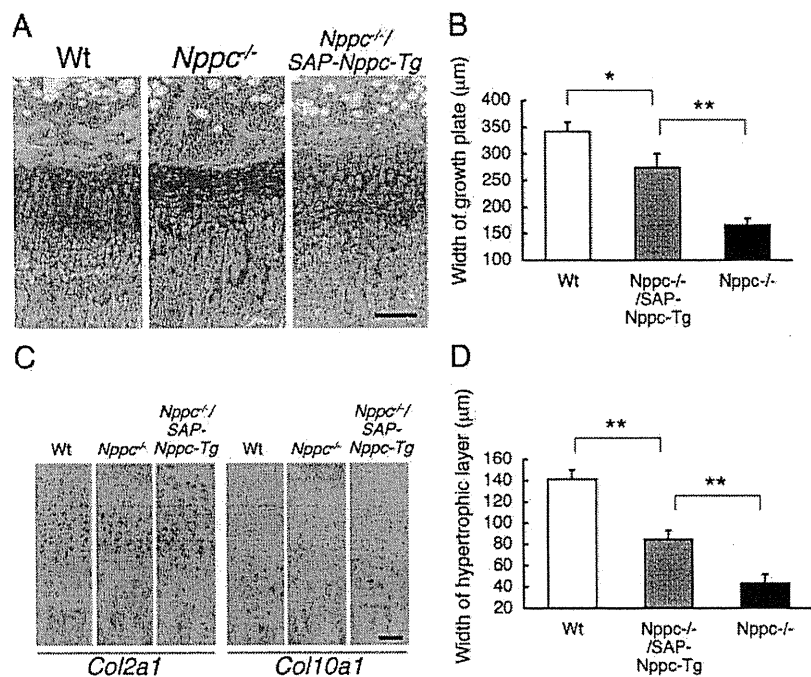 A
Wt
Nppc-/-
Nppc-/-/
SAP-Nppc-Tg
B
Width of growth plate (μm)
400
350
300
250
200
150
100
*
**
Wt
Nppc-/-
/SAP-
Nppc-Tg
Nppc-/-
C
Wt
Nppc-/-
Nppc-/-/
SAP-
Nppc-Tg
Wt
Nppc-/-
Nppc-/-/
SAP-
Nppc-Tg
Col2a1
Col10a1
D
Width of hypertrophic layer (μm)
160
140
120
100
80
60
40
20
**
**
Wt
Nppc-/-
/SAP-
Nppc-Tg
Nppc-/-